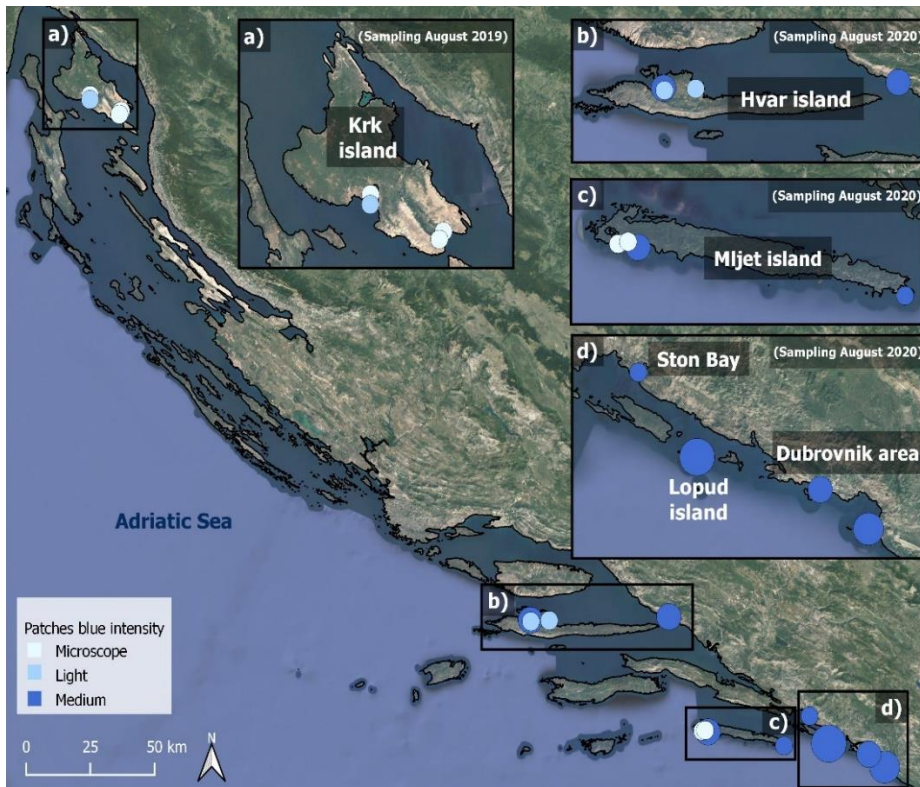 a)
a)
(Sampling August 2019)
Krk
island
b)
(Sampling August 2020)
Hvar island
c)
(Sampling August 2020)
Mljet island
d)
(Sampling August 2020)
Ston Bay
Dubrovnik area
Lopud
island
Adriatic Sea
b)
c)
d)
Patches blue intensity
Microscope
Light
Medium
N
0 25 50 km